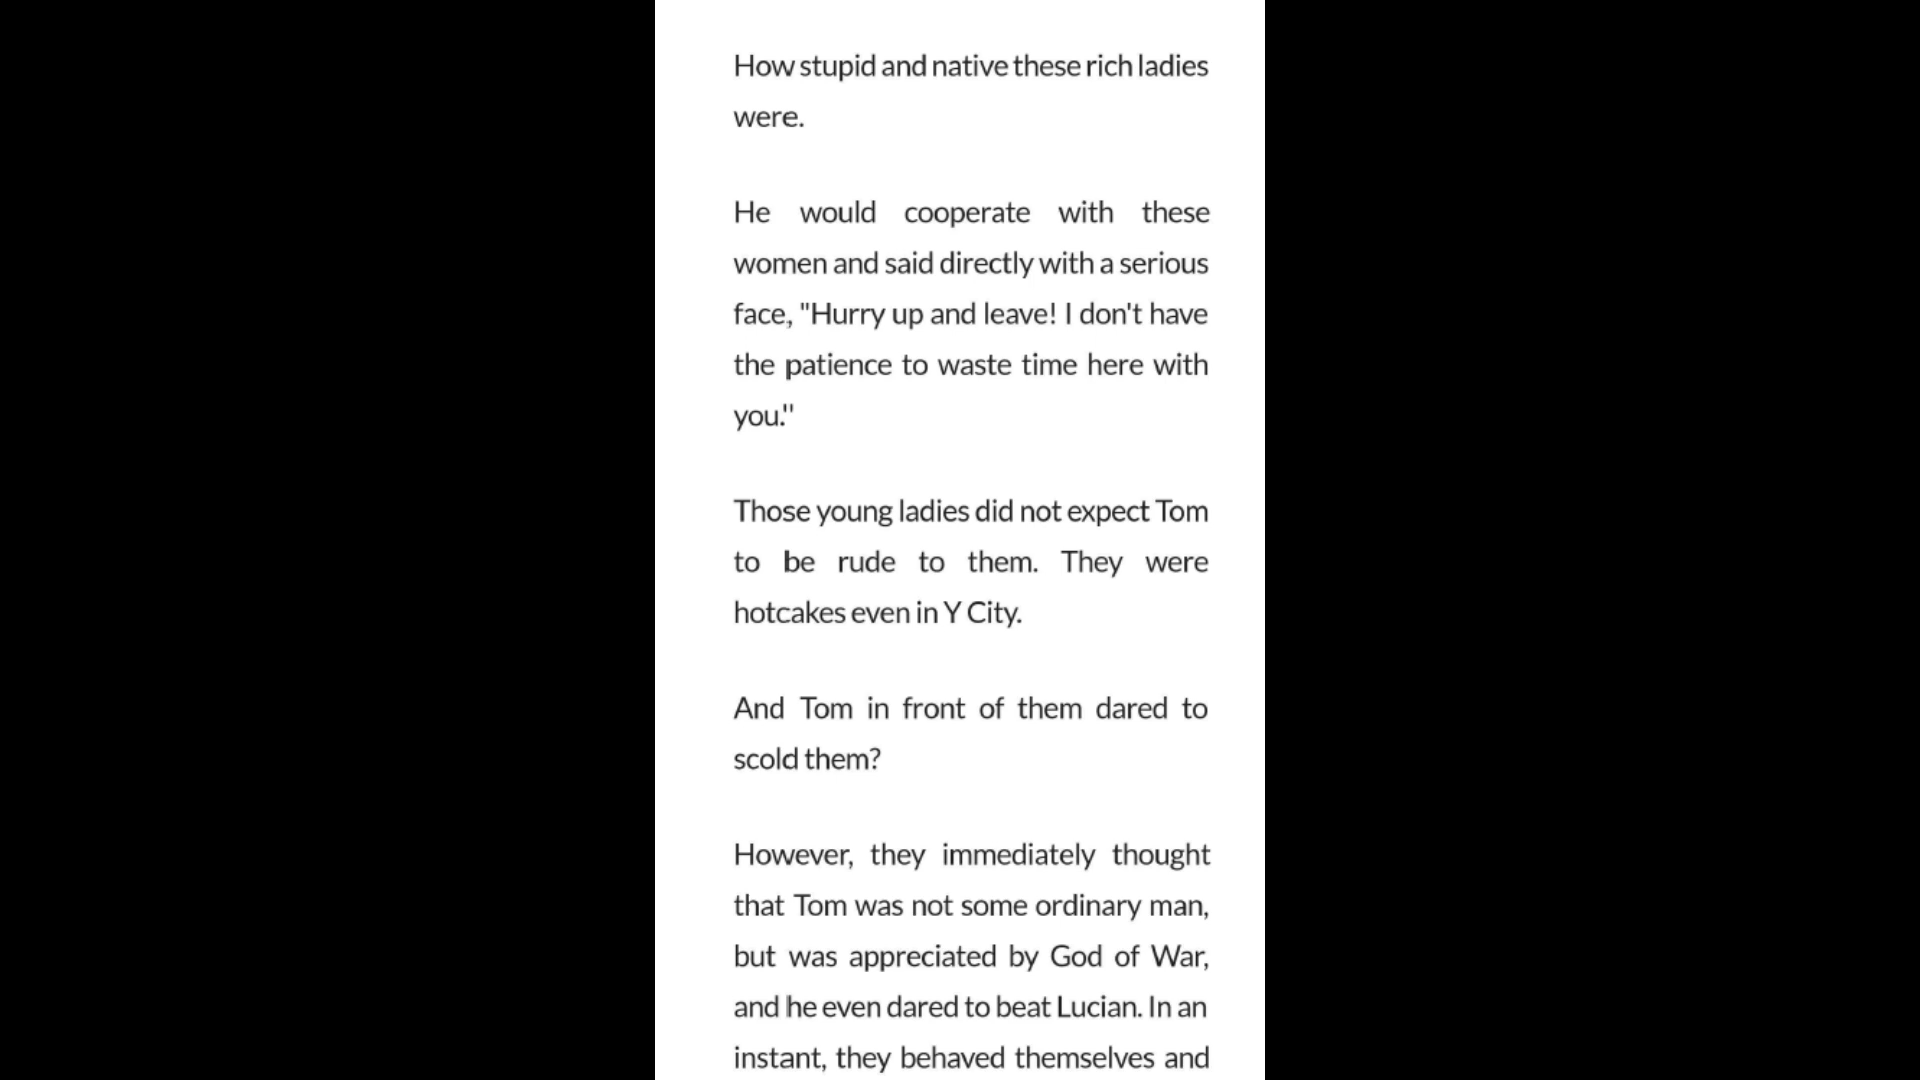 How stupid and native these rich ladies
were.
He would cooperate with these
women and said directly with a serious
face, "Hurry up and leave! I don't have
the patience to waste time here with
you."
Those young ladies did not expect Tom
to be rude to them. They were
hotcakes even in Y City.
And Tom in front of them dared to
scold them?
However, they immediately thought
that Tom was not some ordinary man,
but was appreciated by God of War,
and he even dared to beat Lucian. In an
instant, they behaved themselves and